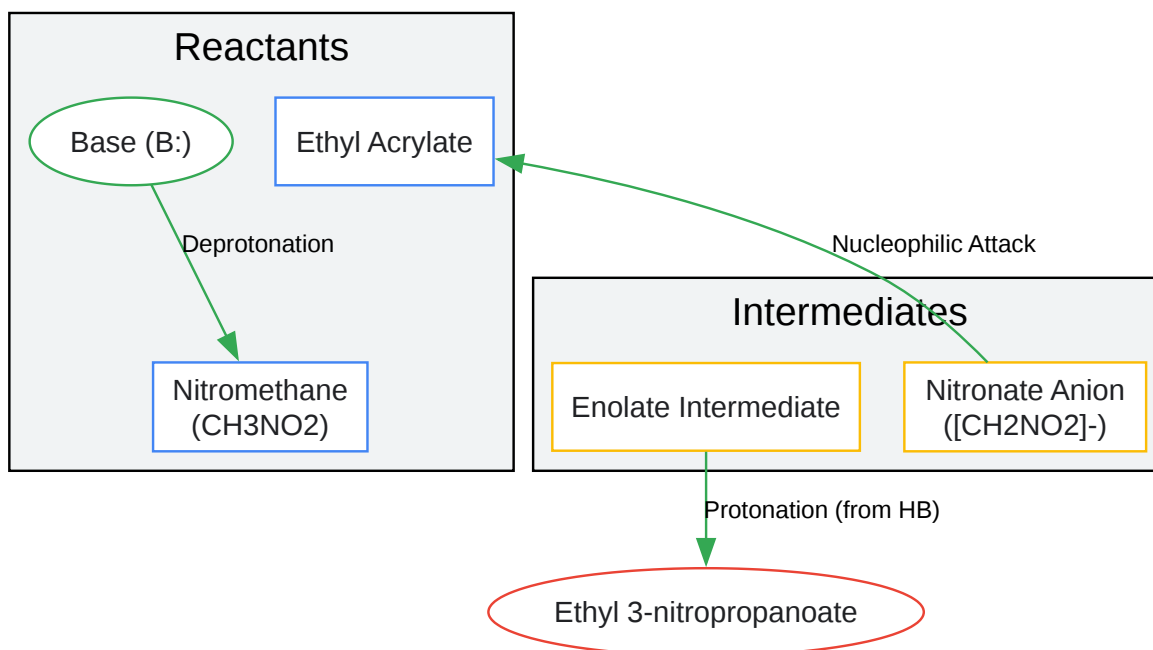 Reactants
Base (B:)
Ethyl Acrylate
Deprotonation
Nucleophilic Attack
Intermediates
Nitromethane
(CH3NO2)
Enolate Intermediate
Nitronate Anion
([CH2NO2]-)
Protonation (from HB)
Ethyl 3-nitropropanoate